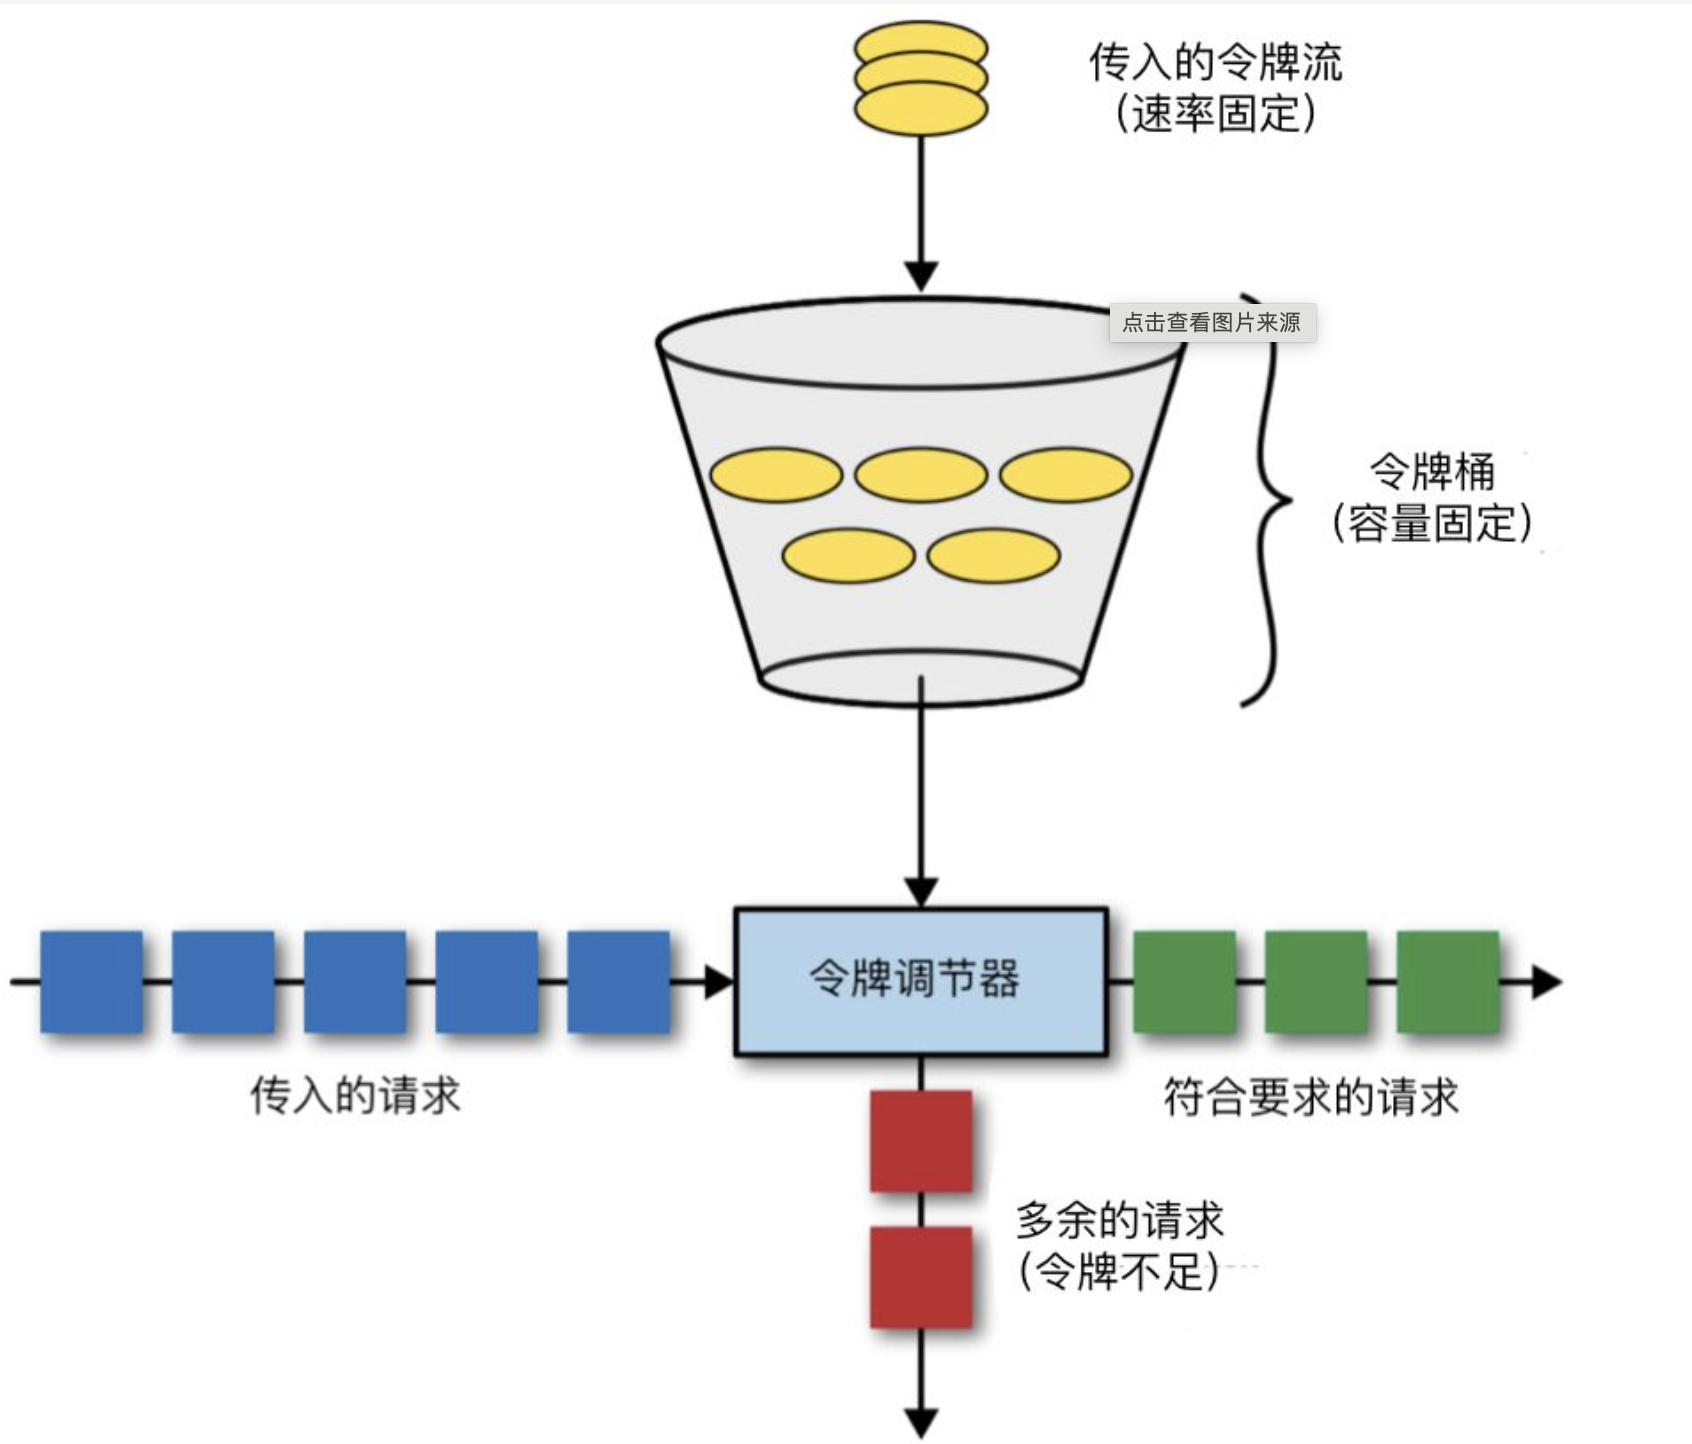 传入的令牌流
（速率固定）
点击查看图片来源
令牌桶
（容量固定）
令牌调节器
传入的请求
符合要求的请求
多余的请求
（令牌不足）